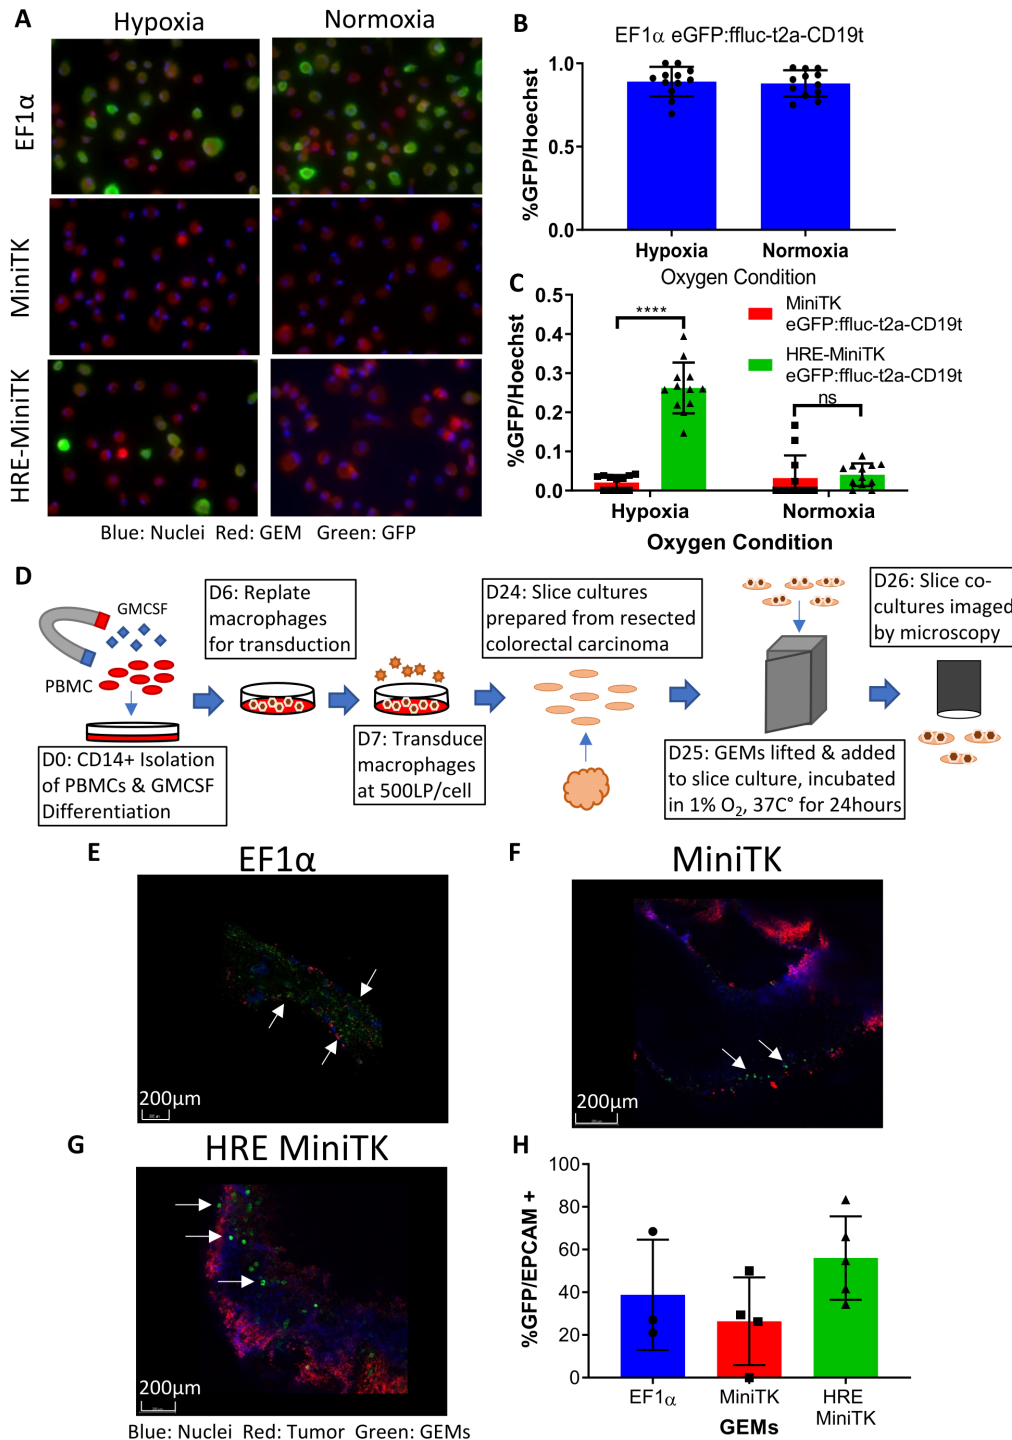 A
Hypoxia
Normoxia
EF1α
MiniTK
HRE-MiniTK
Blue: Nuclei Red: GEM Green: GFP
B
EF1α eGFP:ffluc-t2a-CD19t
%GFP/Hoechst
1.0
0.5
0.0
Hypoxia
Normoxia
Oxygen Condition
C
%GFP/Hoechst
0.5
0.4
0.3
0.2
0.1
0.0
****
ns
MiniTK
eGFP:ffluc-t2a-CD19t
HRE-MiniTK
eGFP:ffluc-t2a-CD19t
Hypoxia
Normoxia
Oxygen Condition
D
GMCSF
PBMC
D0: CD14+ Isolation
of PBMCs & GMCSF
Differentiation
D6: Replate
macrophages
for transduction
D7: Transduce
macrophages
at 500LP/cell
D24: Slice cultures
prepared from resected
colorectal carcinoma
D25: GEMs lifted & added
to slice culture, incubated
in 1% O₂, 37C° for 24hours
D26: Slice co-
cultures imaged
by microscopy
E
EF1α
200µm
F
MiniTK
200µm
G
HRE MiniTK
200µm
Blue: Nuclei Red: Tumor Green: GEMs
H
%GFP/EPCAM +
100
80
60
40
20
0
EF1α
MiniTK
HRE
MiniTK
GEMs